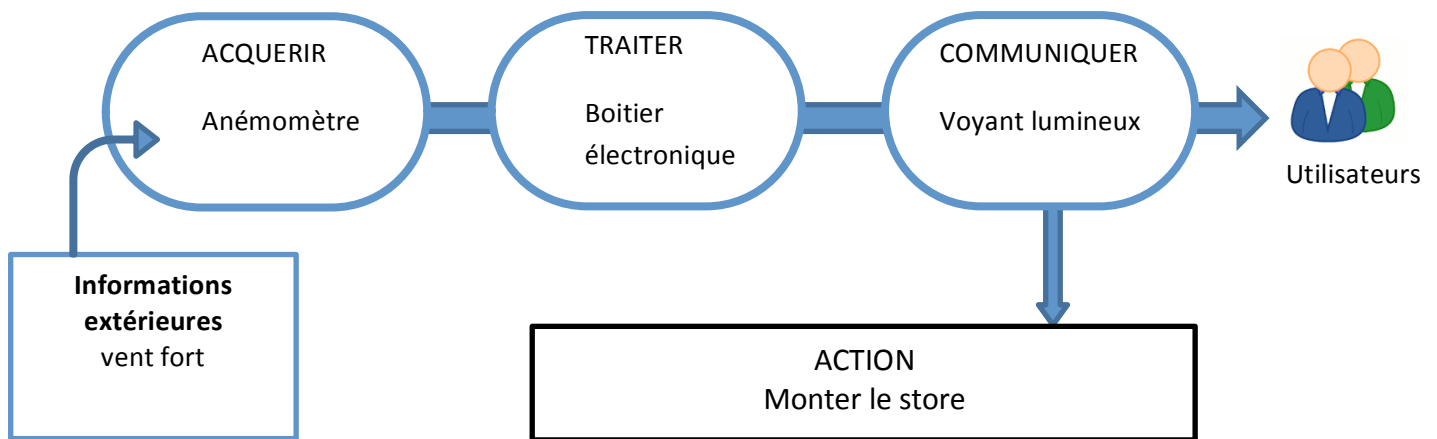 ACQUERIR
Anémomètre
TRAITER
Boitier
électronique
COMMUNIQUER
Voyant lumineux
Utilisateurs
Informations
extérieures
vent fort
ACTION
Monter le store